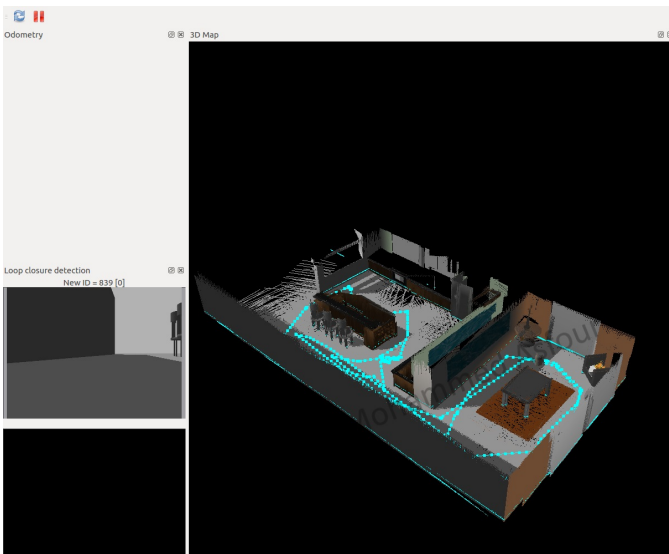 Odometry
3D Map
Loop closure detection
New ID = 839 [0]